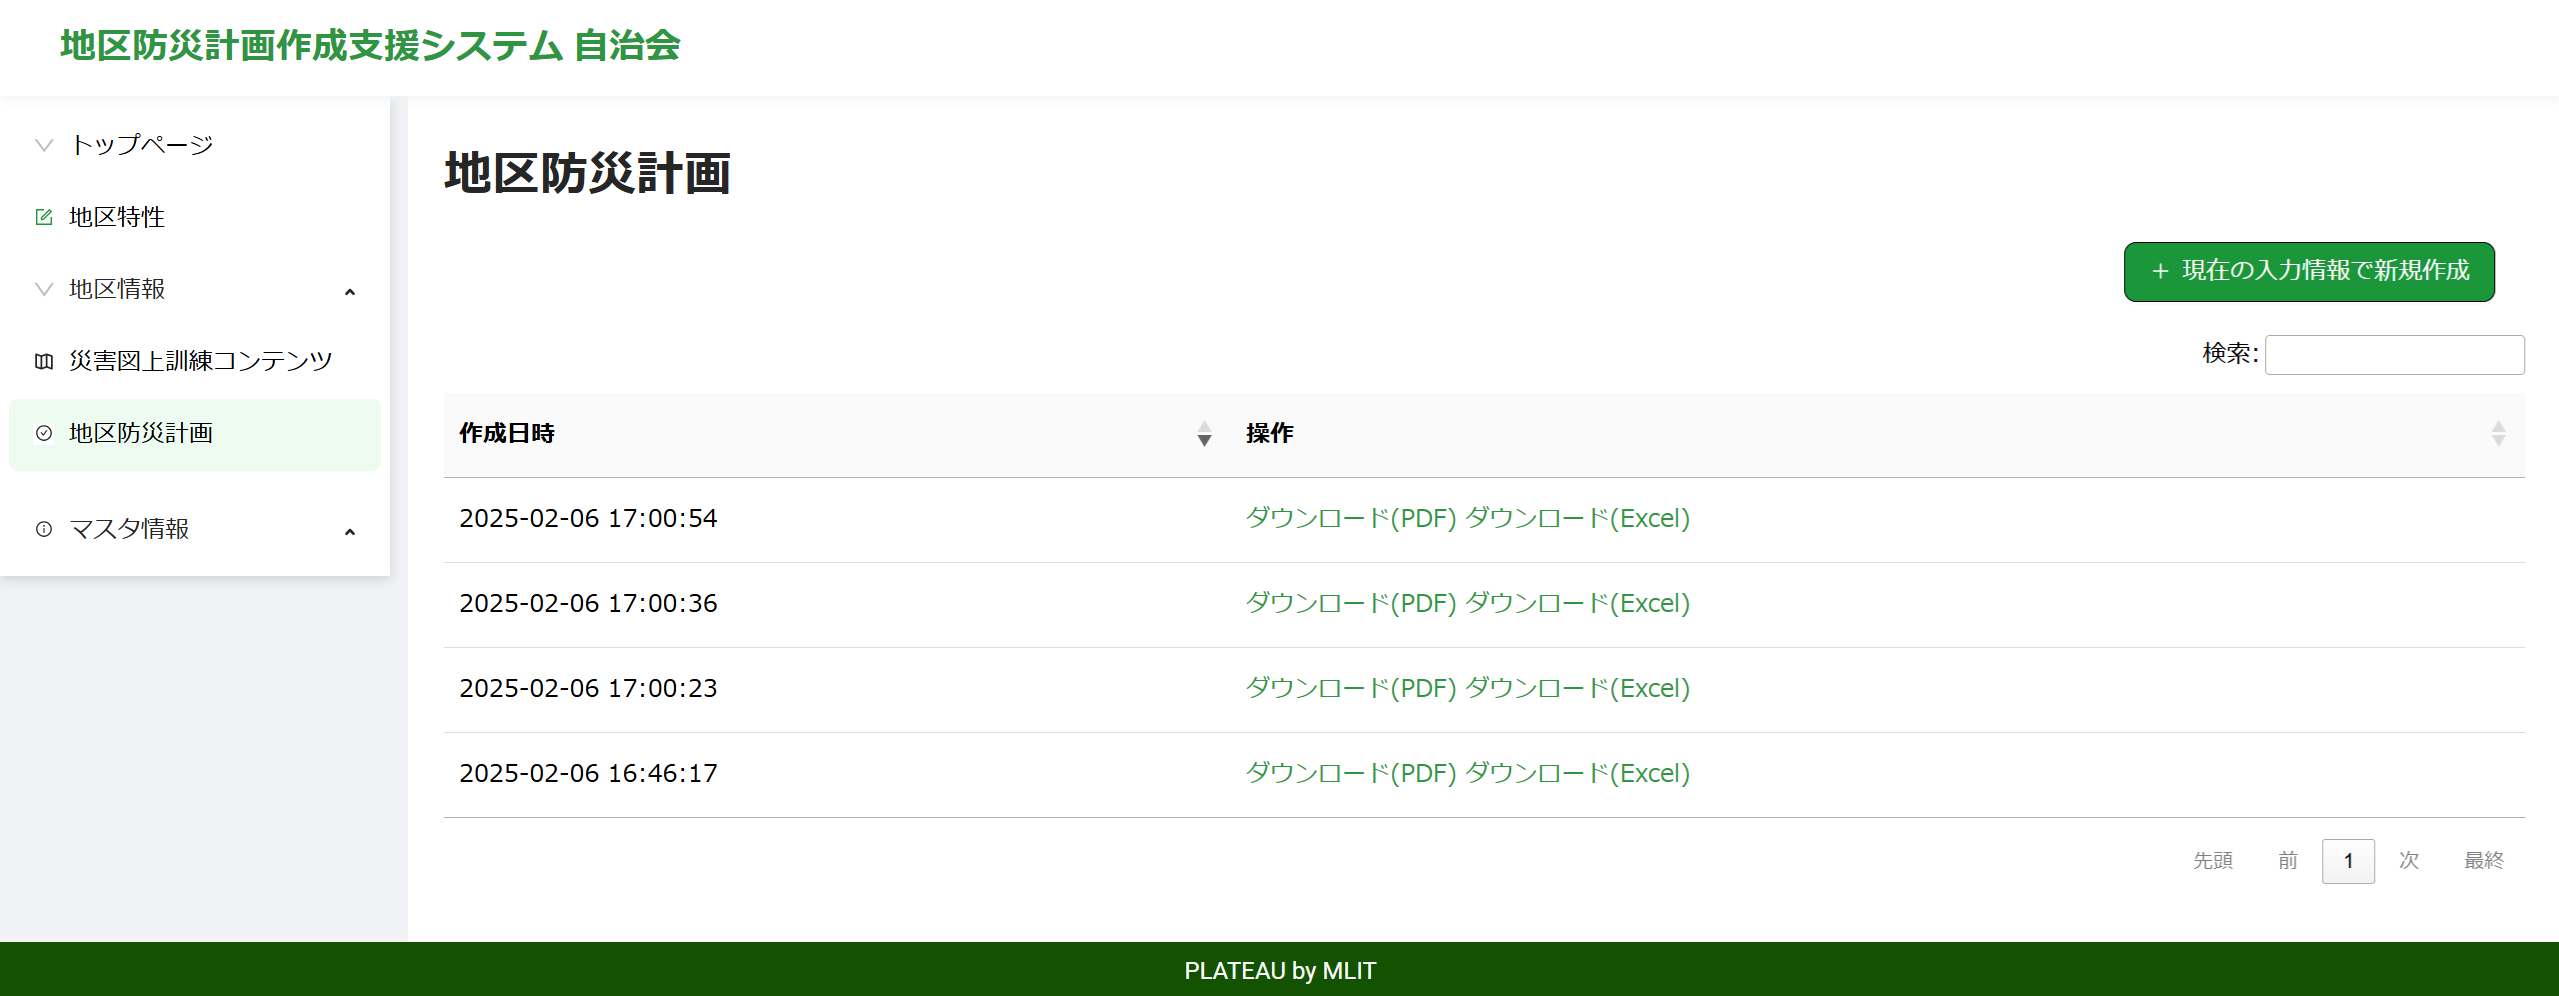 地区防災計画作成支援システム 自治会
トップページ
地区特性
地区情報
災害図上訓練コンテンツ
地区防災計画
マスタ情報
地区防災計画
+ 現在の入力情報で新規作成
検索:
作成日時 操作
2025-02-06 17:00:54 ダウンロード(PDF) ダウンロード(Excel)
2025-02-06 17:00:36 ダウンロード(PDF) ダウンロード(Excel)
2025-02-06 17:00:23 ダウンロード(PDF) ダウンロード(Excel)
2025-02-06 16:46:17 ダウンロード(PDF) ダウンロード(Excel)
先頭 前 1 次 最終
PLATEAU by MLIT